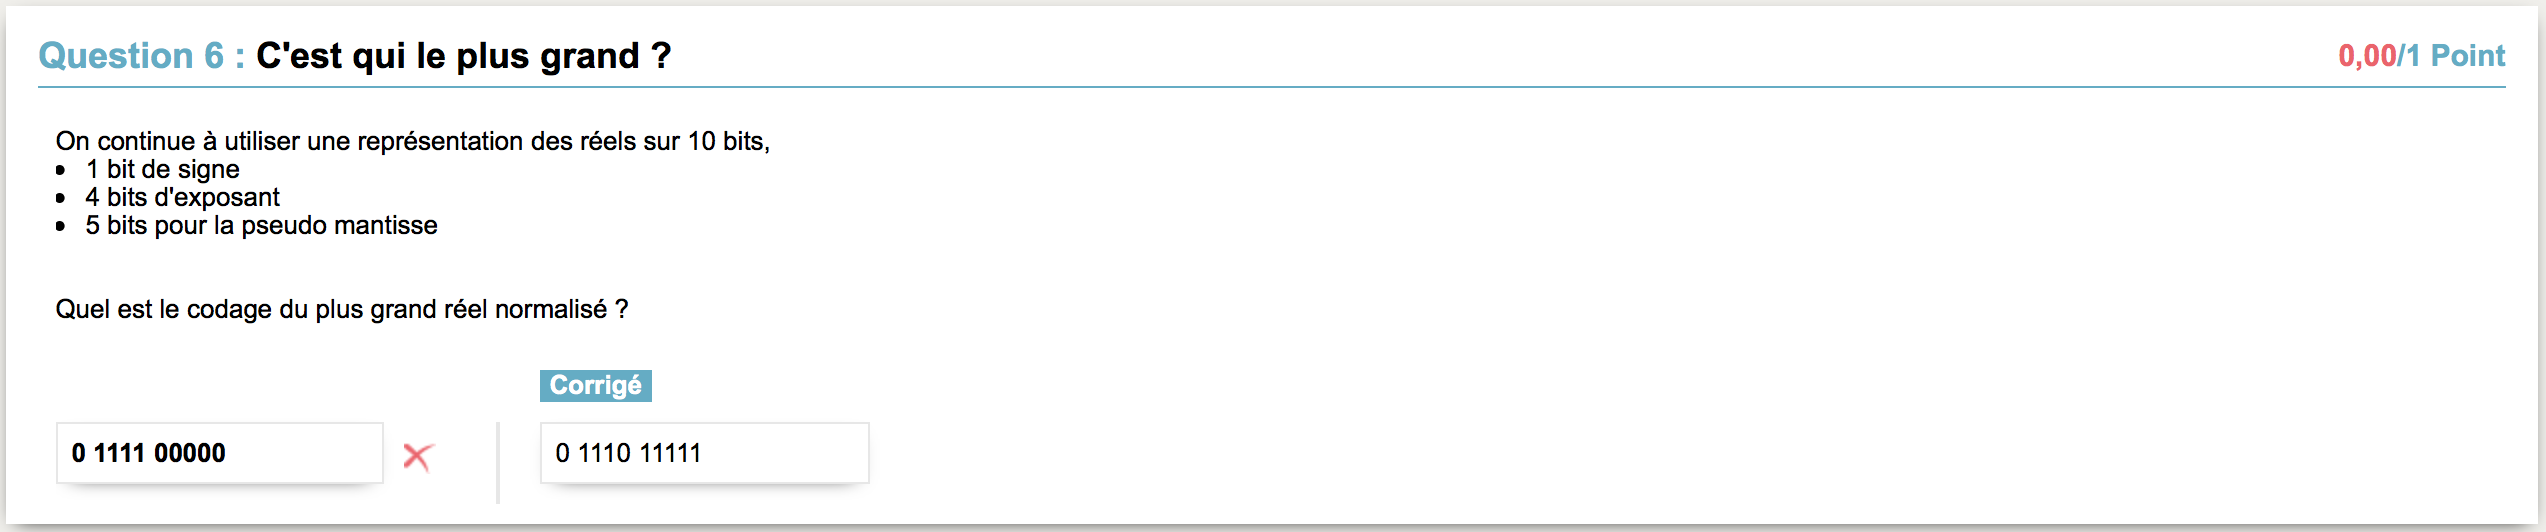 Question 6 : C'est qui le plus grand ?
0,00/1 Point
On continue à utiliser une représentation des réels sur 10 bits,
• 1 bit de signe
• 4 bits d'exposant
• 5 bits pour la pseudo mantisse
Quel est le codage du plus grand réel normalisé ?
Corrigé
0 1111 00000
0 1110 11111